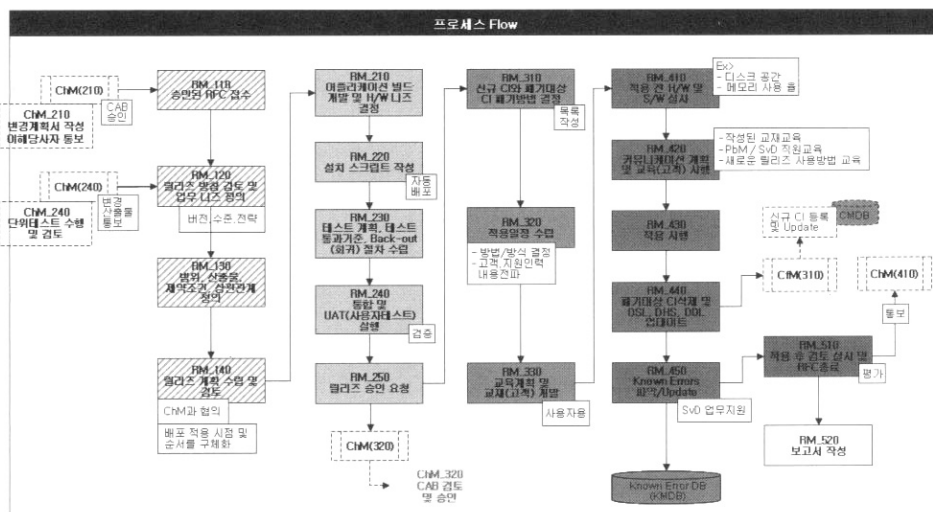 프로세스 Flow
ChM(210)
ChM_210
변경계획서 작성
이해당사자 통보
CAB
승인
RM_110
승인된 RFC 접수
ChM(240)
ChM_240
단위테스트 수행
및 검토
변경
산출물
통보
RM_120
릴리즈 방침 검토 및
업무 니즈 정의
버전, 수준 전략
RM_130
범위, 산출물,
제약조건, 상관관계
정의
RM_140
릴리즈 계획 수립 및
검토
ChM과 협의
배포 적용 시점 및
순서를 구체화
RM_210
어플리케이션 빌드
개발 및 H/W 니즈
결정
RM_220
설치 스크립트 작성
자동
배포
RM_230
테스트 계획, 테스트
통과기준, Back-out
(회귀) 절차 수립
RM_240
통합 및
UAT(사용자테스트)
실행
검증
RM_250
릴리즈 승인 요청
ChM(320)
ChM_320
CAB 검토
및 승인
RM_310
신규 CI와 폐기대상
CI 폐기방법 결정
목록
작성
RM_320
적용일정 수립
- 방법/방식 결정
- 고객 지원인력
내용전파
RM_330
교육계획 및
교재(고객) 개발
사용자용
RM_410
적용 전 H/W 및
S/W 심사
Ex>
- 디스크 공간
- 메모리 사용 율
RM_420
커뮤니케이션 계획
및 교육(고객) 시행
- 작성된 교재교육
- PbM / SvD 직원교육
- 새로운 릴리즈 사용방법 교육
RM_430
적용 시행
RM_440
폐기대상 CI삭제 및
DSL, DHS, DDL
업데이트
신규 CI 등록
및 Update
CMDB
CfM(310)
ChM(410)
통보
RM_450
Known Errors
파악/Update
SvD 업무지원
Known Error DB
(KMDB)
RM_510
적용 후 검토 실시 및
RFC종료
평가
RM_520
보고서 작성